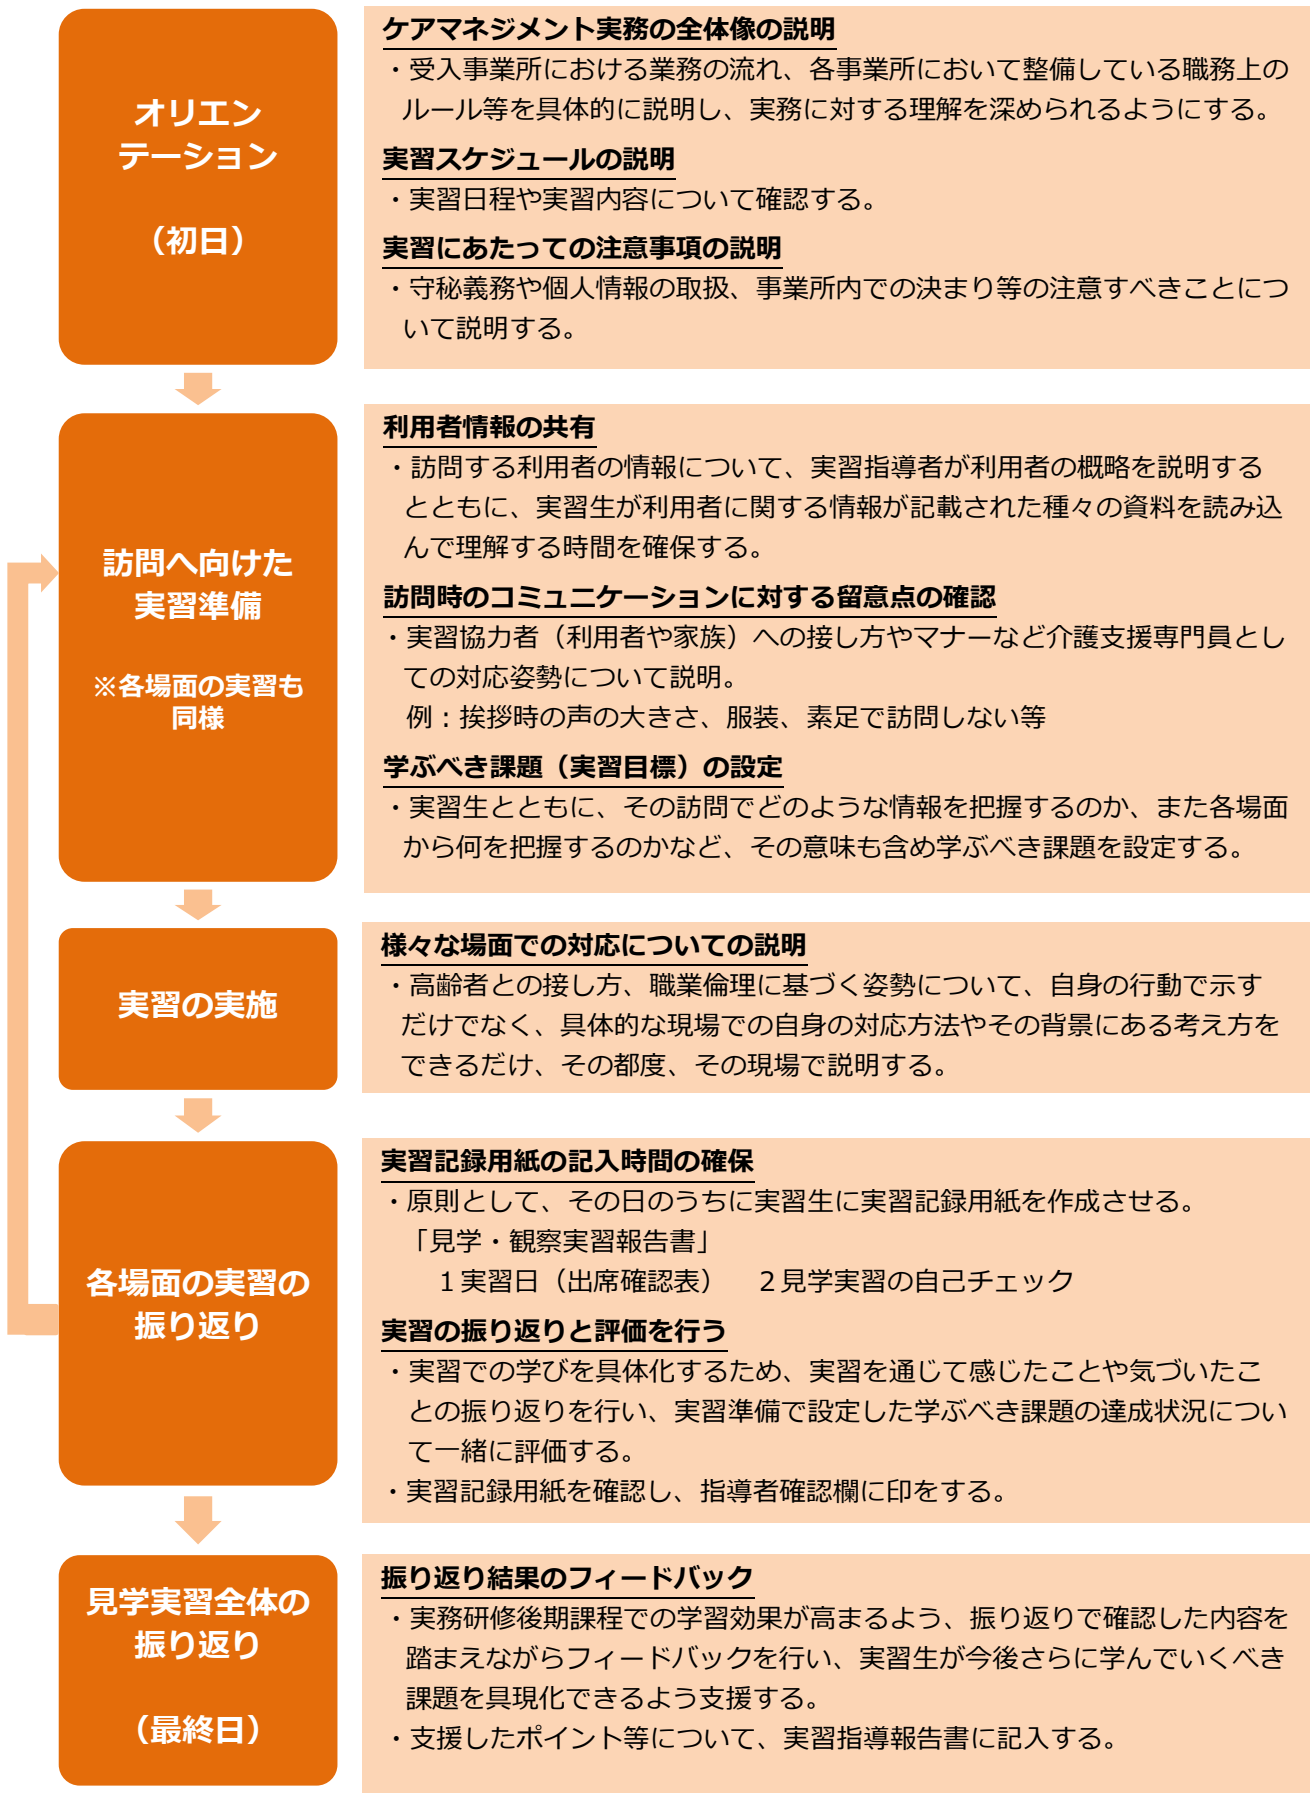 オリエン
テーション
（初日）
ケアマネジメント実務の全体像の説明
・受入事業所における業務の流れ、各事業所において整備している職務上の
ルール等を具体的に説明し、実務に対する理解を深められるようにする。
実習スケジュールの説明
・実習日程や実習内容について確認する。
実習にあたっての注意事項の説明
・守秘義務や個人情報の取扱、事業所内での決まり等の注意すべきことにつ
いて説明する。
訪問へ向けた
実習準備
※各場面の実習も
同様
利用者情報の共有
・訪問する利用者の情報について、実習指導者が利用者の概略を説明する
とともに、実習生が利用者に関する情報が記載された種々の資料を読み込
んで理解する時間を確保する。
訪問時のコミュニケーションに対する留意点の確認
・実習協力者（利用者や家族）への接し方やマナーなど介護支援専門員とし
ての対応姿勢について説明。
例：挨拶時の声の大きさ、服装、素足で訪問しない等
学ぶべき課題（実習目標）の設定
・実習生とともに、その訪問でどのような情報を把握するのか、また各場面
から何を把握するのかなど、その意味も含め学ぶべき課題を設定する。
実習の実施
様々な場面での対応についての説明
・高齢者との接し方、職業倫理に基づく姿勢について、自身の行動で示す
だけでなく、具体的な現場での自身の対応方法やその背景にある考え方を
できるだけ、その都度、その現場で説明する。
各場面の実習の
振り返り
実習記録用紙の記入時間の確保
・原則として、その日のうちに実習生に実習記録用紙を作成させる。
「見学・観察実習報告書」
１実習日（出席確認表）　２見学実習の自己チェック
実習の振り返りと評価を行う
・実習での学びを具体化するため、実習を通じて感じたことや気づいたこ
との振り返りを行い、実習準備で設定した学ぶべき課題の達成状況につい
て一緒に評価する。
・実習記録用紙を確認し、指導者確認欄に印をする。
見学実習全体の
振り返り
（最終日）
振り返り結果のフィードバック
・実務研修後期課程での学習効果が高まるよう、振り返りで確認した内容を
踏まえながらフィードバックを行い、実習生が今後さらに学んでいくべき
課題を具現化できるよう支援する。
・支援したポイント等について、実習指導報告書に記入する。